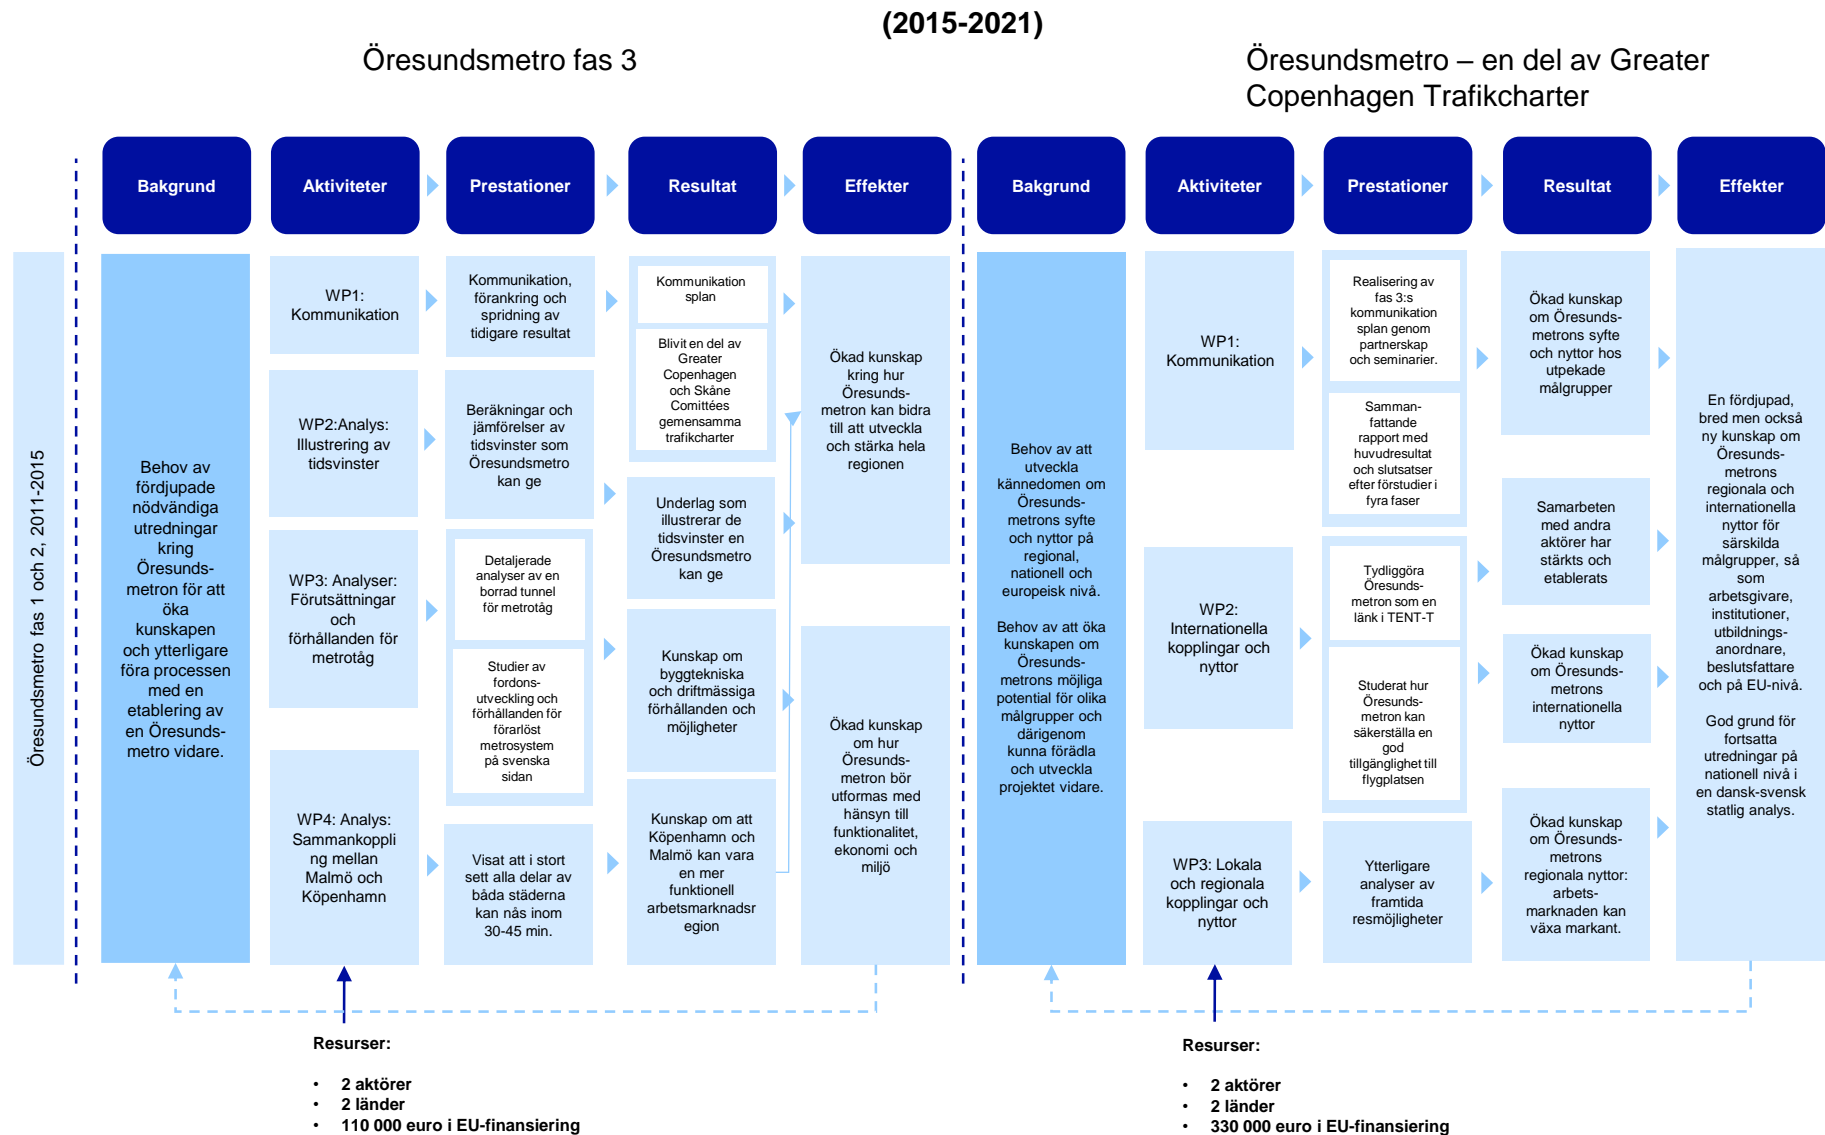 (2015-2021)
Öresundsmetro fas 3
Öresundsmetro – en del av Greater
Copenhagen Trafikcharter
Öresundsmetro fas 1 och 2, 2011-2015
Bakgrund
Aktiviteter
Prestationer
Resultat
Effekter
Behov av
fördjupade
nödvändiga
utredningar
kring
Öresunds-
metron för att
öka
kunskapen
och ytterligare
föra processen
med en
etablering av
en Öresunds-
metro vidare.
WP1:
Kommunikation
WP2:Analys:
Illustrering av
tidsvinster
WP3: Analyser:
Förutsättningar
och
förhållanden för
metrotåg
WP4: Analys:
Sammankoppli
ng mellan
Malmö och
Köpenhamn
Kommunikation,
förankring och
spridning av
tidigare resultat
Beräkningar och
jämförelser av
tidsvinster som
Öresundsmetro
kan ge
Detaljerade
analyser av en
borrad tunnel
för metrotåg
Studier av
fordons-
utveckling och
förhållanden för
förarlöst
metrosystem
på svenska
sidan
Visat att i stort
sett alla delar av
båda städerna
kan nås inom
30-45 min.
Kommunikation
splan
Blivit en del av
Greater
Copenhagen
och Skåne
Comittées
gemensamma
trafikcharter
Underlag som
illustrerar de
tidsvinster en
Öresundsmetro
kan ge
Kunskap om
byggtekniska
och driftmässiga
förhållanden och
möjligheter
Kunskap om att
Köpenhamn och
Malmö kan vara
en mer
funktionell
arbetsmarknadsr
egion
Ökad kunskap
kring hur
Öresunds-
metron kan bidra
till att utveckla
och stärka hela
regionen
Ökad kunskap
om hur
Öresunds-
metron bör
utformas med
hänsyn till
funktionalitet,
ekonomi och
miljö
Resurser:
• 2 aktörer
• 2 länder
• 110 000 euro i EU-finansiering
Bakgrund
Aktiviteter
Prestationer
Resultat
Effekter
Behov av att
utveckla
kännedomen om
Öresunds-
metrons syfte
och nyttor på
regional,
nationell och
europeisk nivå.
Behov av att öka
kunskapen om
Öresunds-
metrons möjliga
potential för olika
målgrupper och
därigenom
kunna förädla
och utveckla
projektet vidare.
WP1:
Kommunikation
WP2:
Internationella
kopplingar och
nyttor
WP3: Lokala
och regionala
kopplingar och
nyttor
Realisering av
fas 3:s
kommunikation
splan genom
partnerskap
och seminarier.
Samman-
fattande
rapport med
huvudresultat
och slutsatser
efter förstudier i
fyra faser
Tydliggöra
Öresunds-
metron som en
länk i TENT-T
Studerat hur
Öresunds-
metron kan
säkerställa en
god
tillgänglighet till
flygplatsen
Ytterligare
analyser av
framtida
resmöjligheter
Ökad kunskap
om Öresunds-
metrons syfte
och nyttor hos
utpekade
målgrupper
Samarbeten
med andra
aktörer har
stärkts och
etablerats
Ökad kunskap
om Öresunds-
metrons
internationella
nyttor
Ökad kunskap
om Öresunds-
metrons
regionala nyttor:
arbets-
marknaden kan
växa markant.
En fördjupad,
bred men också
ny kunskap om
Öresunds-
metrons
regionala och
internationella
nyttor för
särskilda
målgrupper, så
som
arbetsgivare,
institutioner,
utbildnings-
anordnare,
beslutsfattare
och på EU-nivå.
God grund för
fortsatta
utredningar på
nationell nivå i
en dansk-svensk
statlig analys.
Resurser:
• 2 aktörer
• 2 länder
• 330 000 euro i EU-finansiering